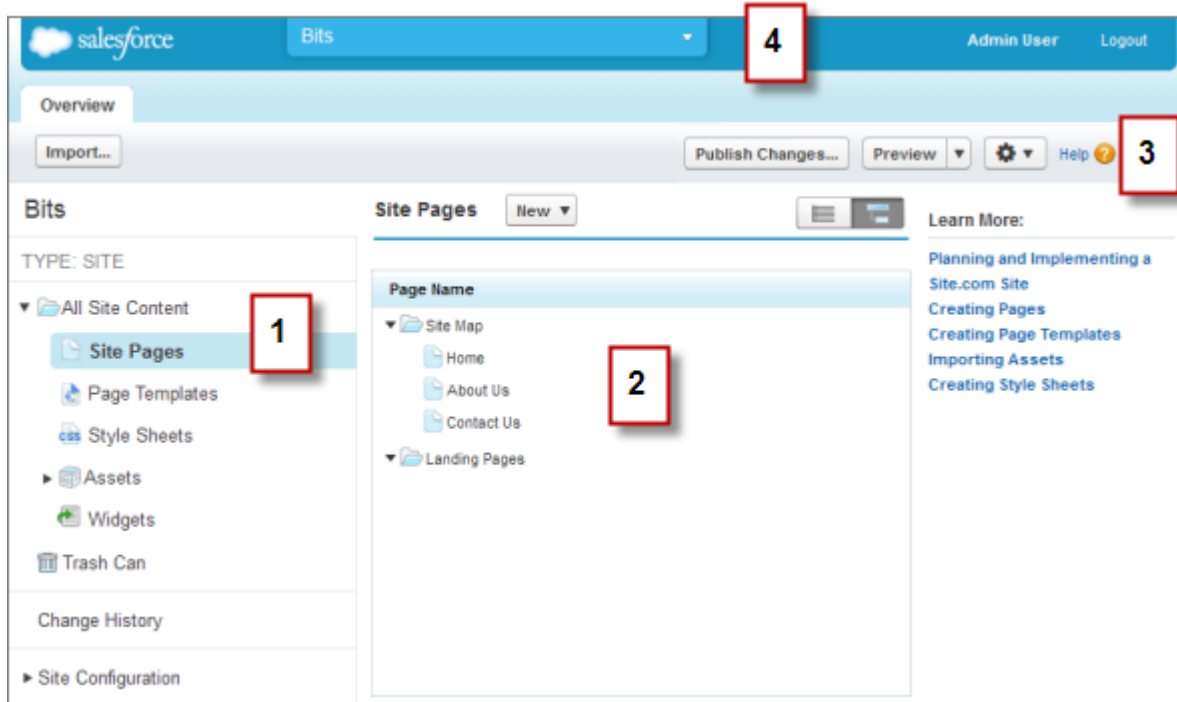 salesforce
Bits
4
Admin User
Logout
Overview
Import...
Publish Changes...
Preview
Help
?
3
Bits
TYPE: SITE
All Site Content
1
Site Pages
Page Templates
css Style Sheets
Assets
Widgets
Trash Can
Change History
Site Configuration
Site Pages
New
Page Name
Site Map
Home
About Us
Contact Us
2
Landing Pages
Learn More:
Planning and Implementing a
Site.com Site
Creating Pages
Creating Page Templates
Importing Assets
Creating Style Sheets